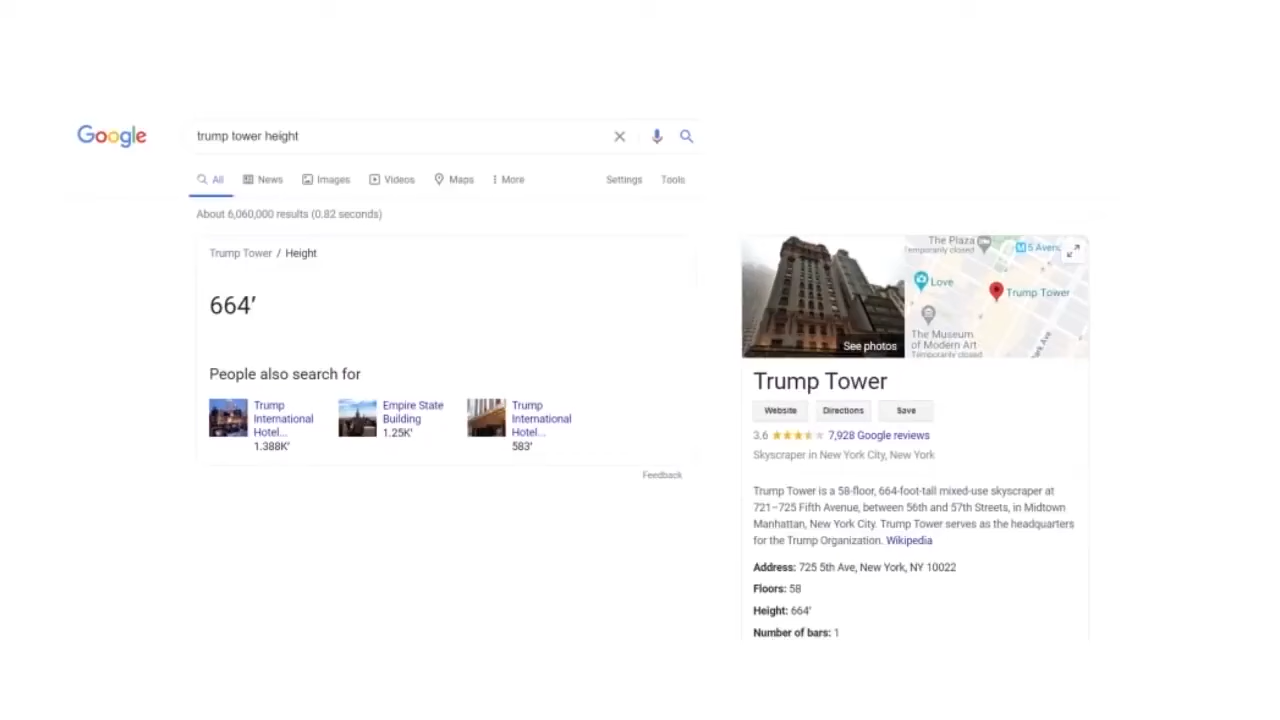 Google
trump tower height
All News Images Videos Maps More Settings Tools
About 6,060,000 results (0.82 seconds)
Trump Tower / Height
664′
People also search for
Trump International Hotel...
1.388K'
Empire State Building
1.25K'
Trump International Hotel...
583'
Feedback
The Plaza
Temporarily closed
5 Avenu
Love
Trump Tower
The Museum
of Modern Art
Temporarily closed
ark Ave
See photos
Trump Tower
Website Directions Save
3.6 7,928 Google reviews
Skyscraper in New York City, New York
Trump Tower is a 58-floor, 664-foot-tall mixed-use skyscraper at
721–725 Fifth Avenue, between 56th and 57th Streets, in Midtown
Manhattan, New York City. Trump Tower serves as the headquarters
for the Trump Organization. Wikipedia
Address: 725 5th Ave, New York, NY 10022
Floors: 58
Height: 664′
Number of bars: 1